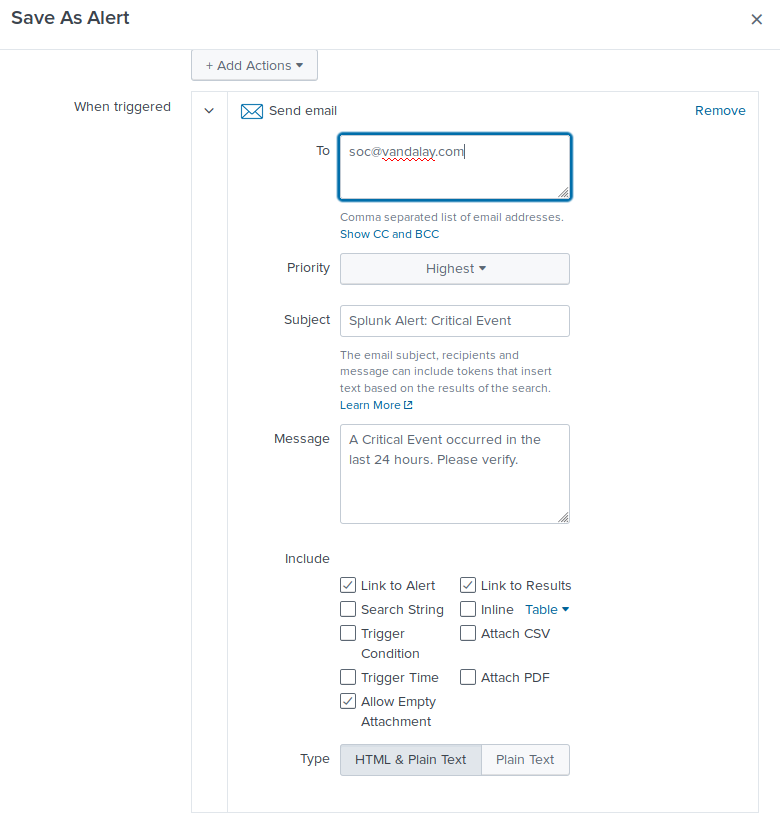 Save As Alert
+ Add Actions
When triggered
Send email
Remove
To
soc@vandalay.com
Comma separated list of email addresses.
Show CC and BCC
Priority
Highest
Subject
Splunk Alert: Critical Event
The email subject, recipients and
message can include tokens that insert
text based on the results of the search.
Learn More
Message
A Critical Event occurred in the
last 24 hours. Please verify.
Include
Link to Alert
Link to Results
Search String
Inline Table
Trigger
Condition
Attach CSV
Trigger Time
Attach PDF
Allow Empty
Attachment
Type
HTML & Plain Text
Plain Text